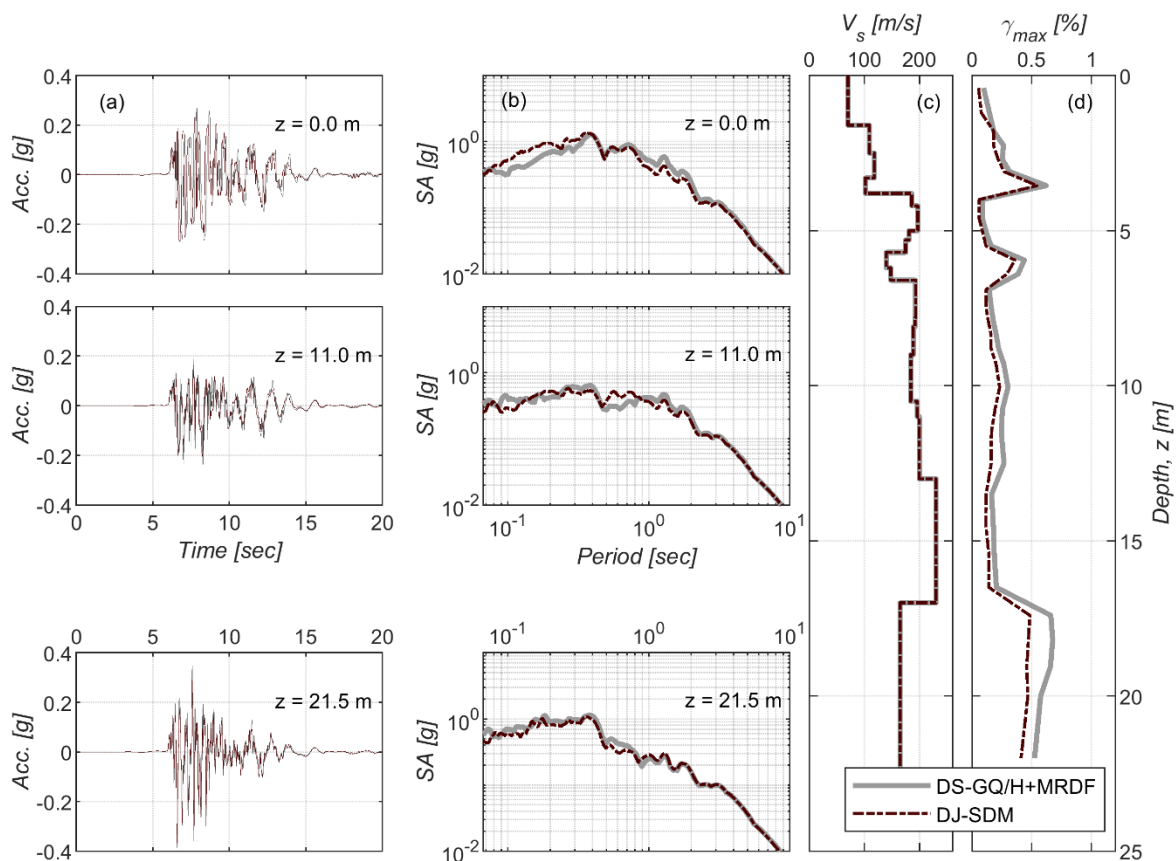 V_s [m/s]
γ_max [%]
0 100 200
0 0.5 1
(a)
z = 0.0 m
Acc. [g]
0.4
0.2
0
-0.2
-0.4
(b)
z = 0.0 m
SA [g]
10^0
10^-2
(c)
(d)
0
5
10
15
20
25
Depth, z [m]
z = 11.0 m
Acc. [g]
0.4
0.2
0
-0.2
-0.4
0 5 10 15 20
Time [sec]
z = 11.0 m
SA [g]
10^0
10^-2
10^-1 10^0 10^1
Period [sec]
0 5 10 15 20
z = 21.5 m
Acc. [g]
0.4
0.2
0
-0.2
-0.4
10^-1 10^0 10^1
z = 21.5 m
SA [g]
10^0
10^-2
DS-GQ/H+MRDF
DJ-SDM